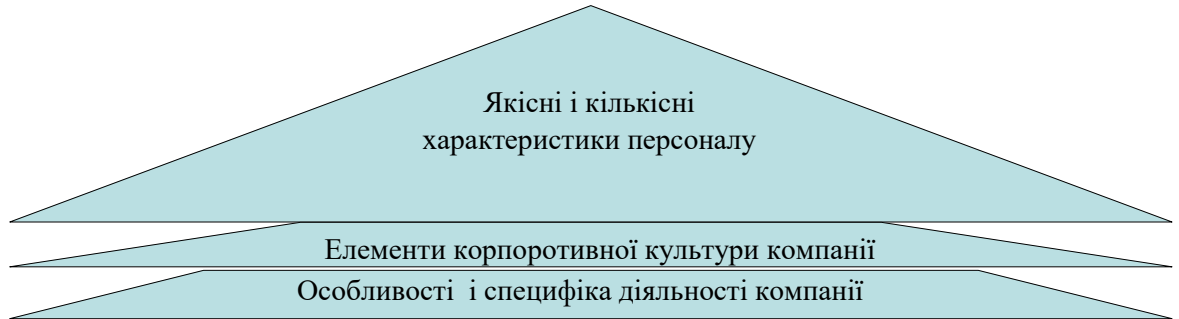 Якісні і кількісні
характеристики персоналу
Елементи корпоротивної культури компанії
Особливості і специфіка діяльності компанії